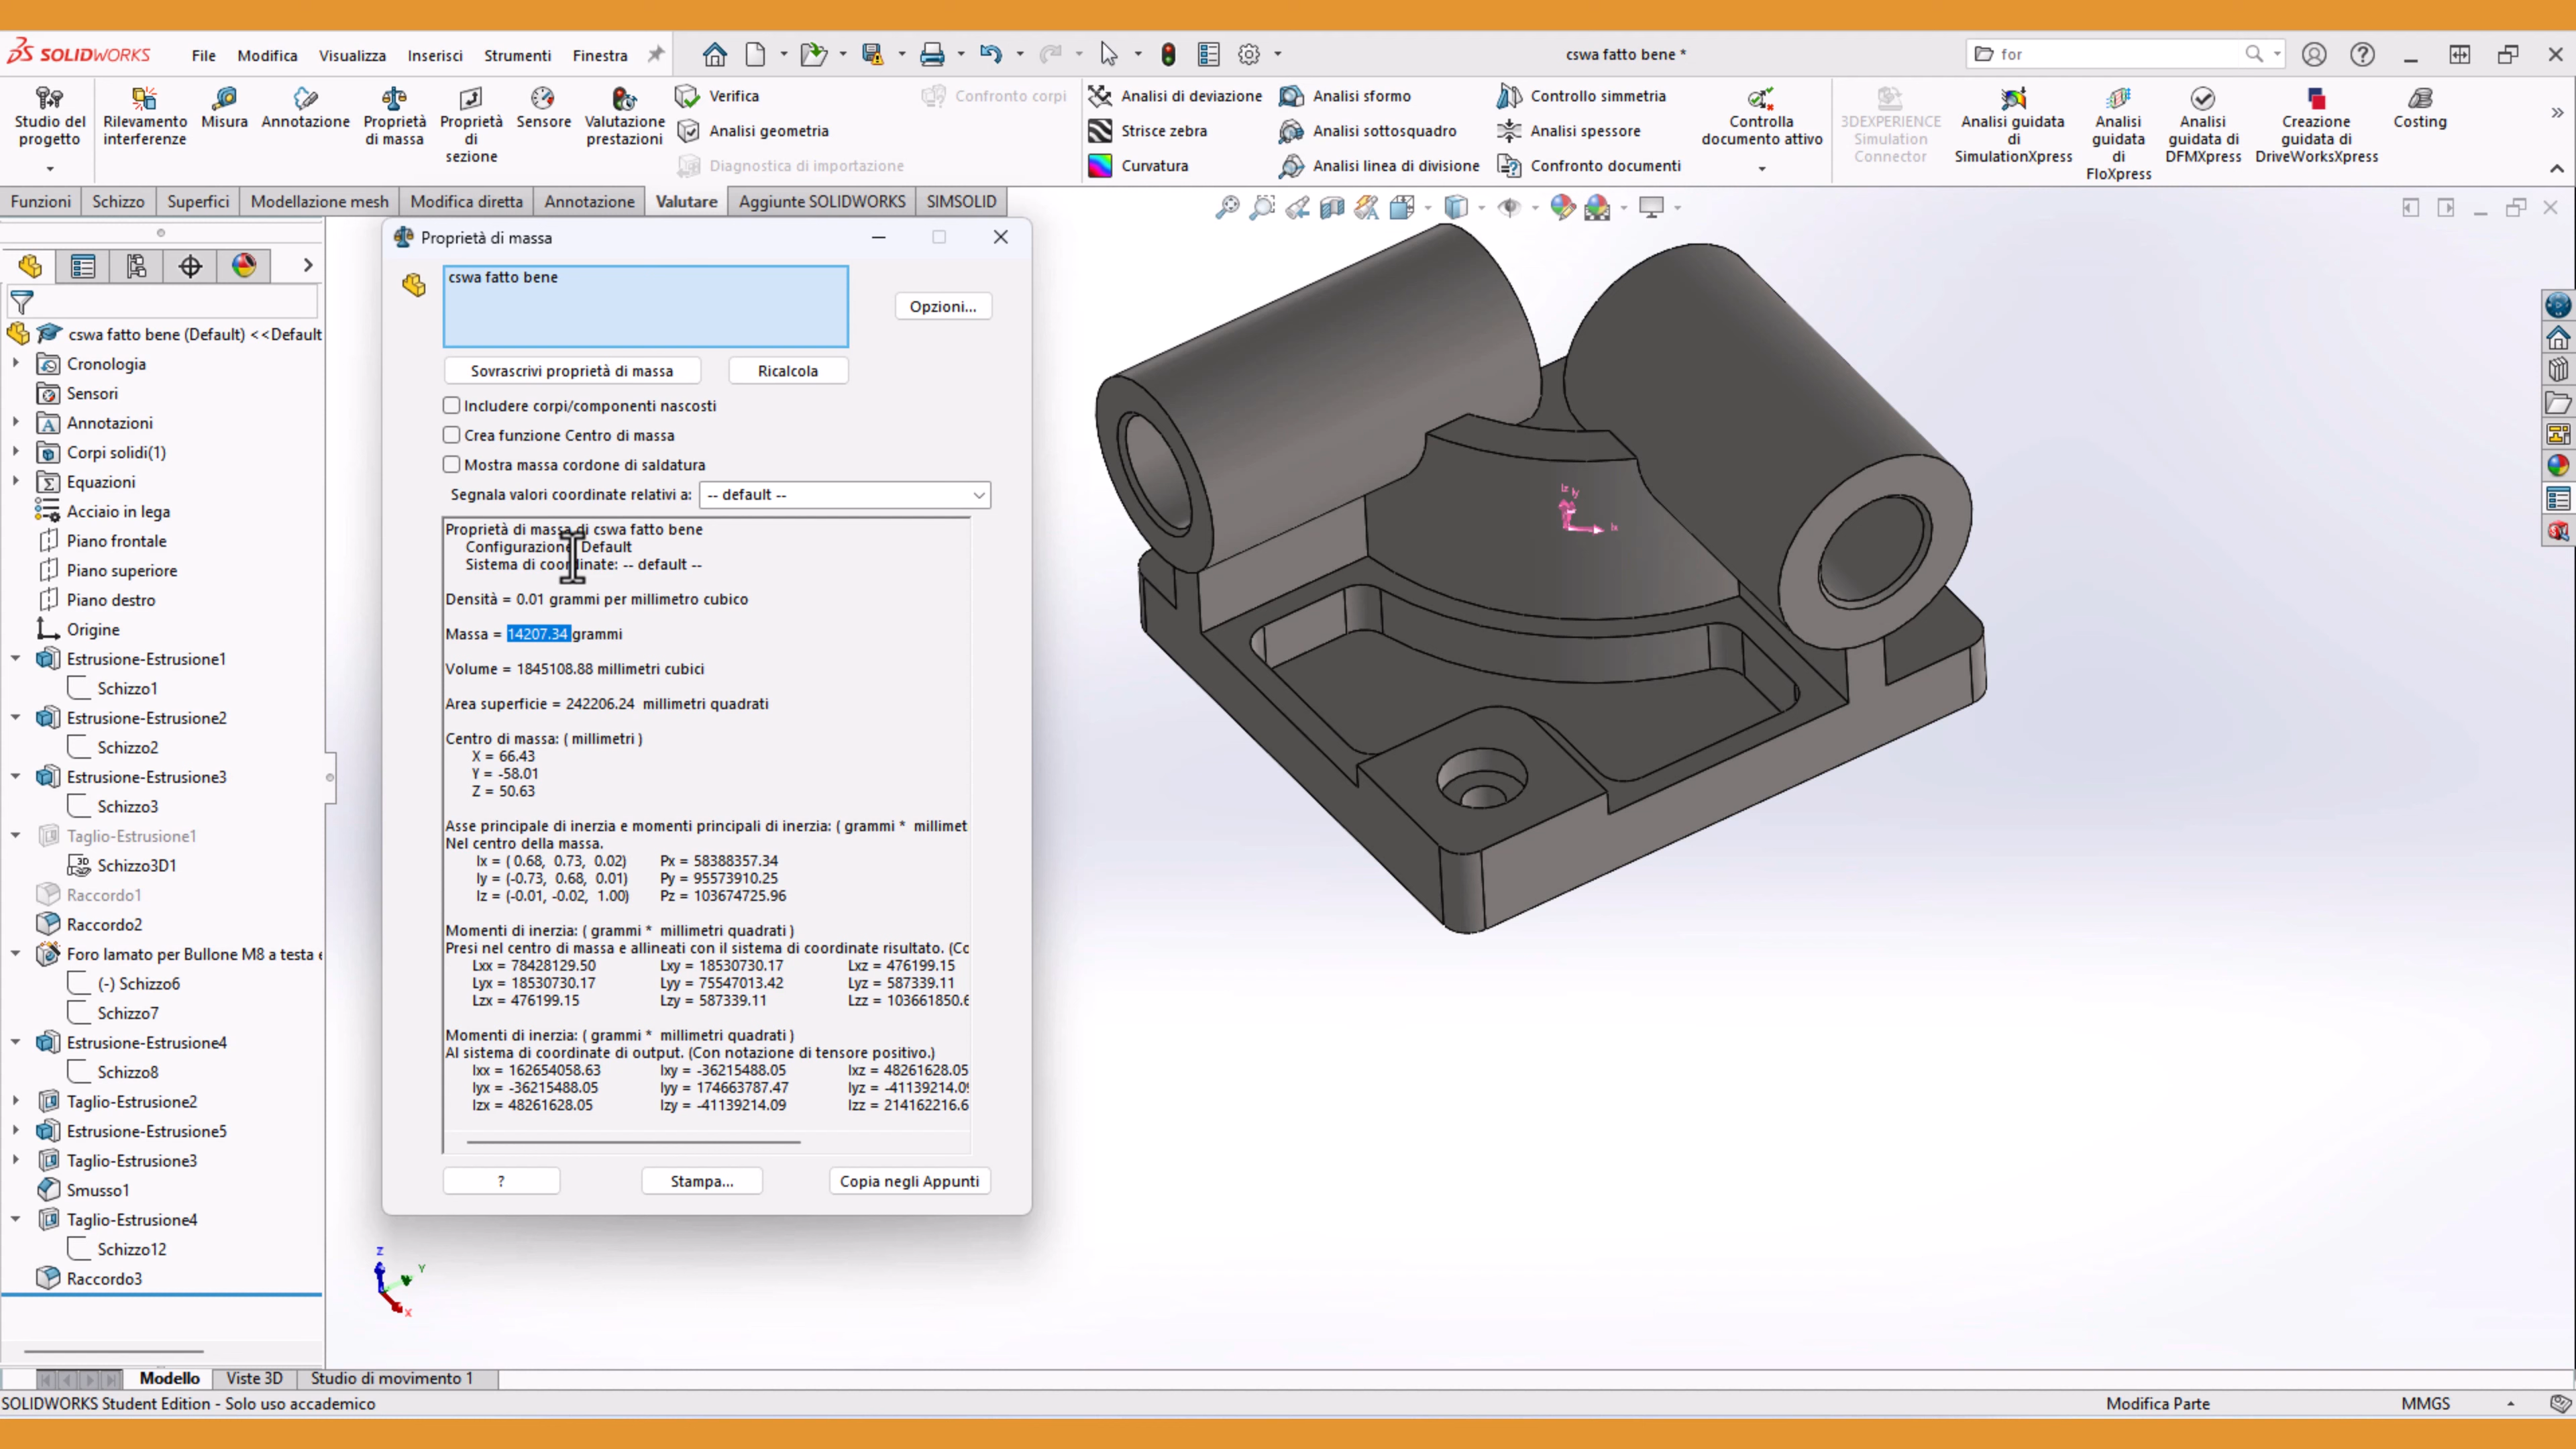 SOLIDWORKS File Modifica Visualizza Inserisci Strumenti Finestra
cswa fatto bene *
for
Studio del progetto
Rilevamento interferenze
Misura
Annotazione
Proprietà di massa
Proprietà di sezione
Sensore
Valutazione prestazioni
Verifica
Analisi geometria
Diagnostica di importazione
Confronto corpi
Analisi di deviazione
Strisce zebra
Curvatura
Analisi sformo
Analisi sottosquadro
Analisi linea di divisione
Controllo simmetria
Analisi spessore
Confronto documenti
Controlla documento attivo
3DEXPERIENCE Simulation Connector
Analisi guidata di SimulationXpress
Analisi guidata di FloXpress
Analisi guidata di DFMXpress
Creazione guidata di DriveWorksXpress
Costing
Funzioni Schizzo Superfici Modellazione mesh Modifica diretta Annotazione Valutare Aggiunte SOLIDWORKS SIMSOLID
cswa fatto bene (Default) <<Default
Cronologia
Sensori
Annotazioni
Corpi solidi(1)
Equazioni
Acciaio in lega
Piano frontale
Piano superiore
Piano destro
Origine
Estrusione-Estrusione1
Schizzo1
Estrusione-Estrusione2
Schizzo2
Estrusione-Estrusione3
Schizzo3
Taglio-Estrusione1
Schizzo3D1
Raccordo1
Raccordo2
Foro lamato per Bullone M8 a testa e
(-) Schizzo6
Schizzo7
Estrusione-Estrusione4
Schizzo8
Taglio-Estrusione2
Estrusione-Estrusione5
Taglio-Estrusione3
Smusso1
Taglio-Estrusione4
Schizzo12
Raccordo3
Proprietà di massa
cswa fatto bene
Opzioni...
Sovrascrivi proprietà di massa Ricalcola
Includere corpi/componenti nascosti
Crea funzione Centro di massa
Mostra massa cordone di saldatura
Segnala valori coordinate relativi a: -- default --
Proprietà di massa di cswa fatto bene
Configurazione: Default
Sistema di coordinate: -- default --
Densità = 0.01 grammi per millimetro cubico
Massa = 14207.34 grammi
Volume = 1845108.88 millimetri cubici
Area superficie = 242206.24 millimetri quadrati
Centro di massa: ( millimetri )
X = 66.43
Y = -58.01
Z = 50.63
Asse principale di inerzia e momenti principali di inerzia: ( grammi * millimet
Nel centro della massa.
Ix = ( 0.68, 0.73, 0.02) Px = 58388357.34
Iy = (-0.73, 0.68, 0.01) Py = 95573910.25
Iz = (-0.01, -0.02, 1.00) Pz = 103674725.96
Momenti di inerzia: ( grammi * millimetri quadrati )
Presi nel centro di massa e allineati con il sistema di coordinate risultato. (Cc
Lxx = 78428129.50 Lxy = 18530730.17 Lxz = 476199.15
Lyx = 18530730.17 Lyy = 75547013.42 Lyz = 587339.11
Lzx = 476199.15 Lzy = 587339.11 Lzz = 103661850.6
Momenti di inerzia: ( grammi * millimetri quadrati )
Al sistema di coordinate di output. (Con notazione di tensore positivo.)
Ixx = 162654058.63 Ixy = -36215488.05 Ixz = 48261628.05
Iyx = -36215488.05 Iyy = 174663787.47 Iyz = -41139214.09
Izx = 48261628.05 Izy = -41139214.09 Izz = 214162216.6
? Stampa... Copia negli Appunti
Z
Y
X
Modello Viste 3D Studio di movimento 1
SOLIDWORKS Student Edition - Solo uso accademico
Modifica Parte
MMGS